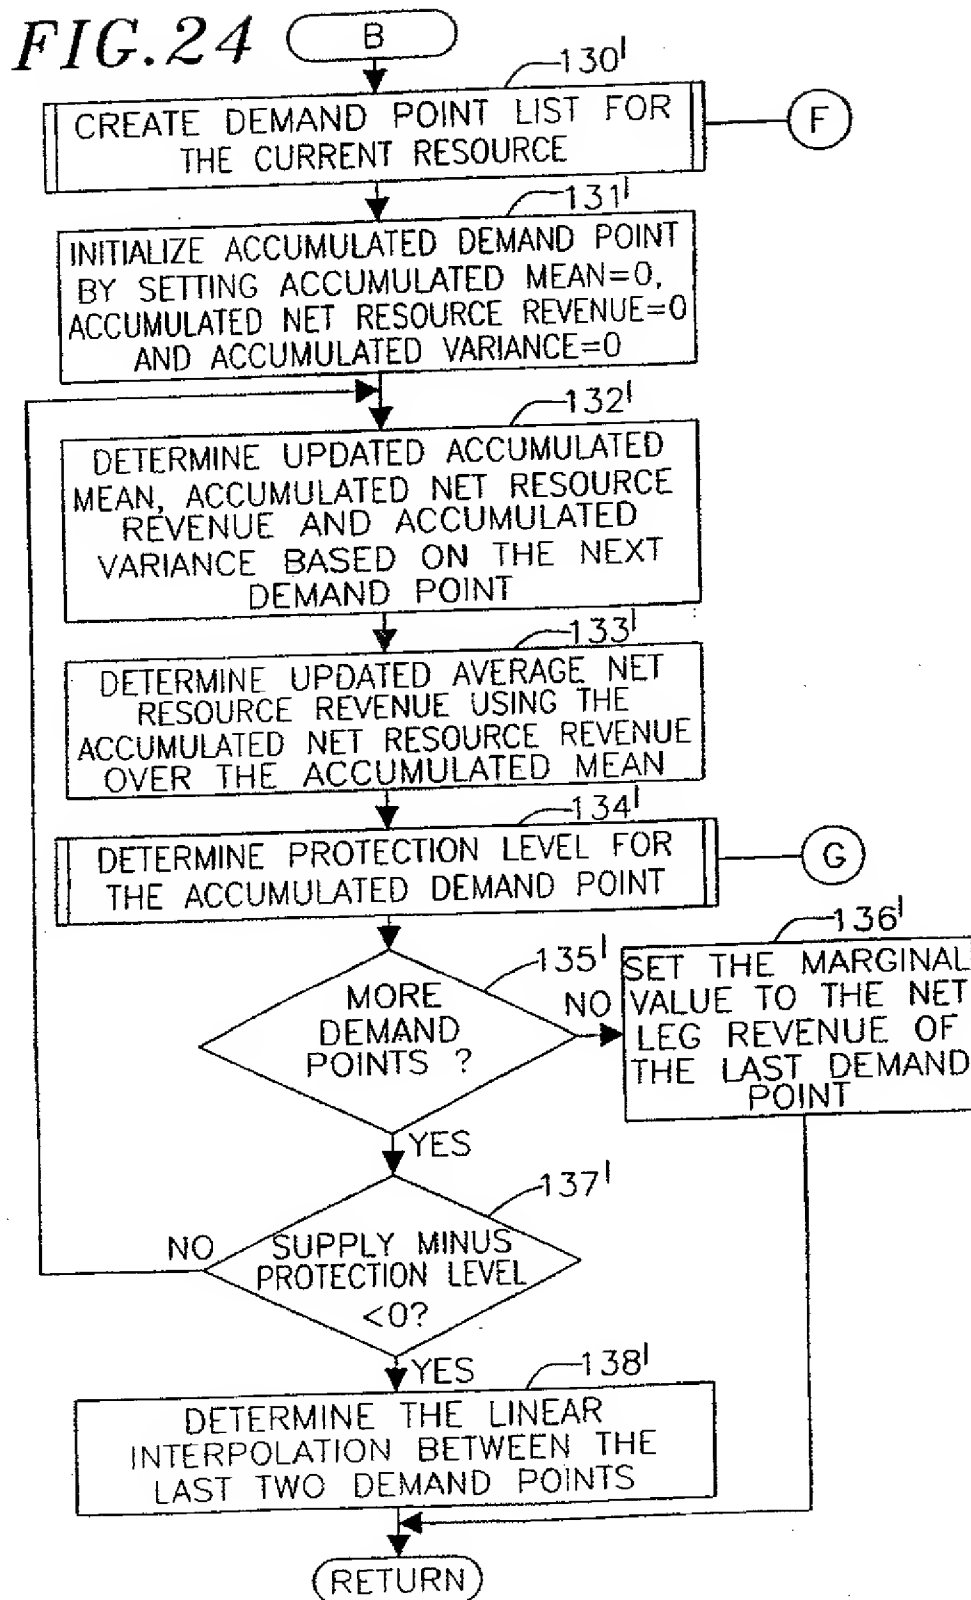 FIG.24
B
130'
CREATE DEMAND POINT LIST FOR
THE CURRENT RESOURCE
F
131'
INITIALIZE ACCUMULATED DEMAND POINT
BY SETTING ACCUMULATED MEAN=0,
ACCUMULATED NET RESOURCE REVENUE=0
AND ACCUMULATED VARIANCE=0
132'
DETERMINE UPDATED ACCUMULATED
MEAN, ACCUMULATED NET RESOURCE
REVENUE AND ACCUMULATED
VARIANCE BASED ON THE NEXT
DEMAND POINT
133'
DETERMINE UPDATED AVERAGE NET
RESOURCE REVENUE USING THE
ACCUMULATED NET RESOURCE REVENUE
OVER THE ACCUMULATED MEAN
134'
DETERMINE PROTECTION LEVEL FOR
THE ACCUMULATED DEMAND POINT
G
135'
MORE
DEMAND
POINTS ?
NO
136'
SET THE MARGINAL
VALUE TO THE NET
LEG REVENUE OF
THE LAST DEMAND
POINT
YES
137'
SUPPLY MINUS
PROTECTION LEVEL
<0?
NO
YES
138'
DETERMINE THE LINEAR
INTERPOLATION BETWEEN THE
LAST TWO DEMAND POINTS
RETURN